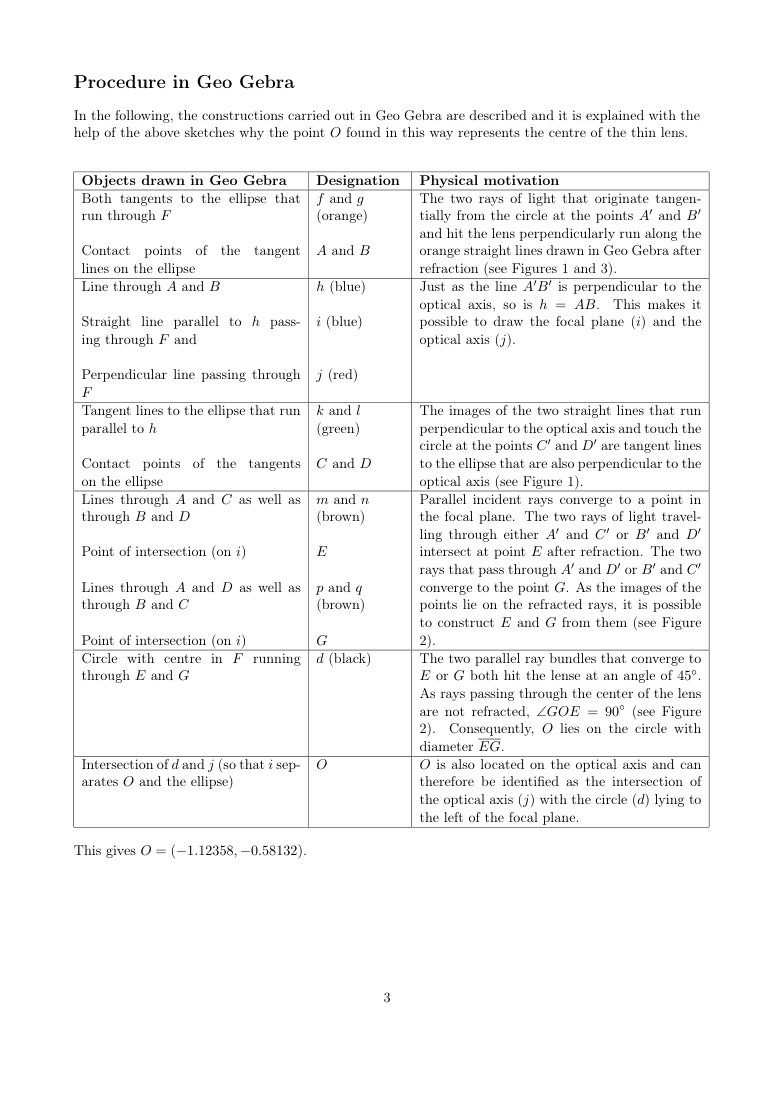 Procedure in Geo Gebra
In the following, the constructions carried out in Geo Gebra are described and it is explained with the
help of the above sketches why the point O found in this way represents the centre of the thin lens.
Objects drawn in Geo Gebra Designation Physical motivation
Both tangents to the ellipse that
run through F
Contact points of the tangent
lines on the ellipse
f and g
(orange)
A and B
The two rays of light that originate tangen-
tially from the circle at the points A′ and B′
and hit the lens perpendicularly run along the
orange straight lines drawn in Geo Gebra after
refraction (see Figures 1 and 3).
Line through A and B
Straight line parallel to h pass-
ing through F and
Perpendicular line passing through
F
h (blue)
i (blue)
j (red)
Just as the line A′B′ is perpendicular to the
optical axis, so is h = AB. This makes it
possible to draw the focal plane (i) and the
optical axis (j).
Tangent lines to the ellipse that run
parallel to h
Contact points of the tangents
on the ellipse
k and l
(green)
C and D
The images of the two straight lines that run
perpendicular to the optical axis and touch the
circle at the points C′ and D′ are tangent lines
to the ellipse that are also perpendicular to the
optical axis (see Figure 1).
Lines through A and C as well as
through B and D
Point of intersection (on i)
Lines through A and D as well as
through B and C
Point of intersection (on i)
m and n
(brown)
E
p and q
(brown)
G
Parallel incident rays converge to a point in
the focal plane. The two rays of light travel-
ling through either A′ and C′ or B′ and D′
intersect at point E after refraction. The two
rays that pass through A′ and D′ or B′ and C′
converge to the point G. As the images of the
points lie on the refracted rays, it is possible
to construct E and G from them (see Figure
2).
Circle with centre in F running
through E and G
d (black)
The two parallel ray bundles that converge to
E or G both hit the lense at an angle of 45°.
As rays passing through the center of the lens
are not refracted, ∠GOE = 90° (see Figure
2). Consequently, O lies on the circle with
diameter E̅G̅.
Intersection of d and j (so that i sep-
arates O and the ellipse)
O
O is also located on the optical axis and can
therefore be identified as the intersection of
the optical axis (j) with the circle (d) lying to
the left of the focal plane.
This gives O = (−1.12358, −0.58132).
3